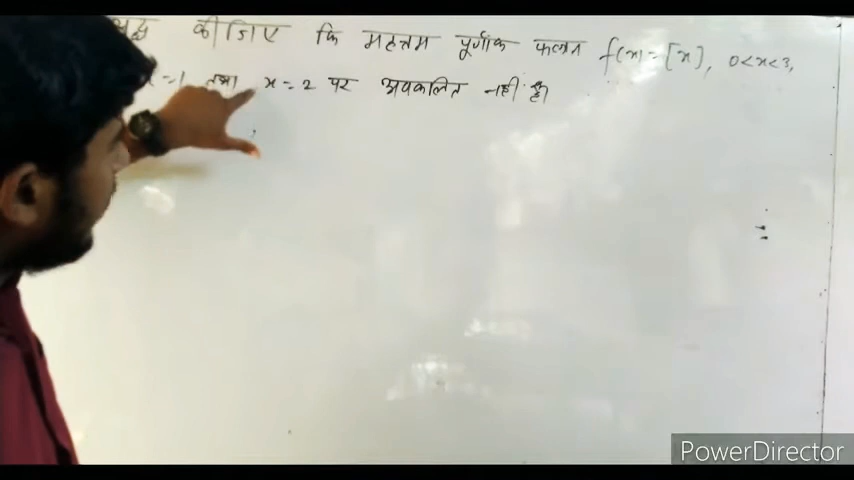 कीजिए कि महत्तम पूर्णांक फलन f(x) = [x], 0<x<3,
=1 तथा x = 2 पर अवकलित नहीं है।
PowerDirector